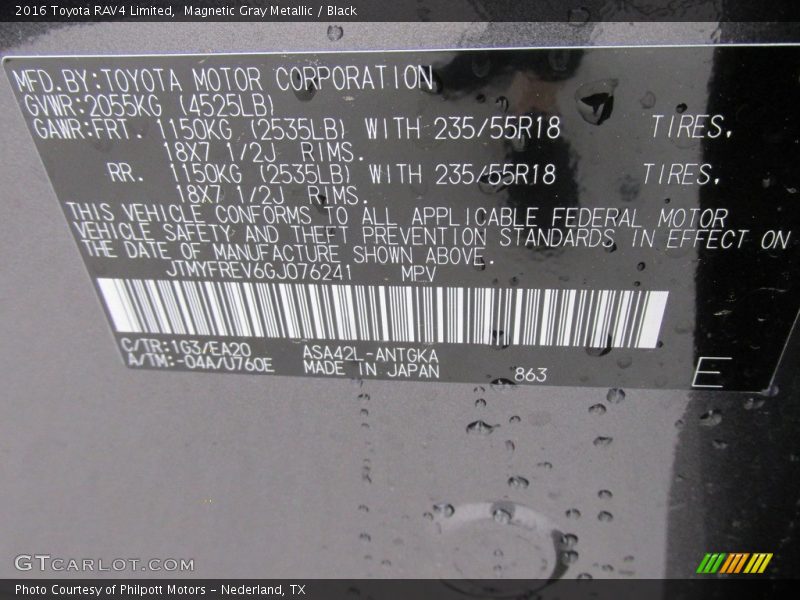 2016 Toyota RAV4 Limited, Magnetic Gray Metallic / Black
MFD.BY:TOYOTA MOTOR CORPORATION
GVWR:2055KG (4525LB)
GAWR:FRT. 1150KG (2535LB) WITH 235/55R18 TIRES,
18X7 1/2J RIMS.
RR. 1150KG (2535LB) WITH 235/55R18 TIRES,
18X7 1/2J RIMS.
THIS VEHICLE CONFORMS TO ALL APPLICABLE FEDERAL MOTOR
VEHICLE SAFETY AND THEFT PREVENTION STANDARDS IN EFFECT ON
THE DATE OF MANUFACTURE SHOWN ABOVE.
JTMYFREV6GJ076241 MPV
C/TR:1G3/EA20 ASA42L-ANTGKA
A/TM:-04A/U760E MADE IN JAPAN 863 E
GTCARLOT.COM
Photo Courtesy of Philpott Motors - Nederland, TX